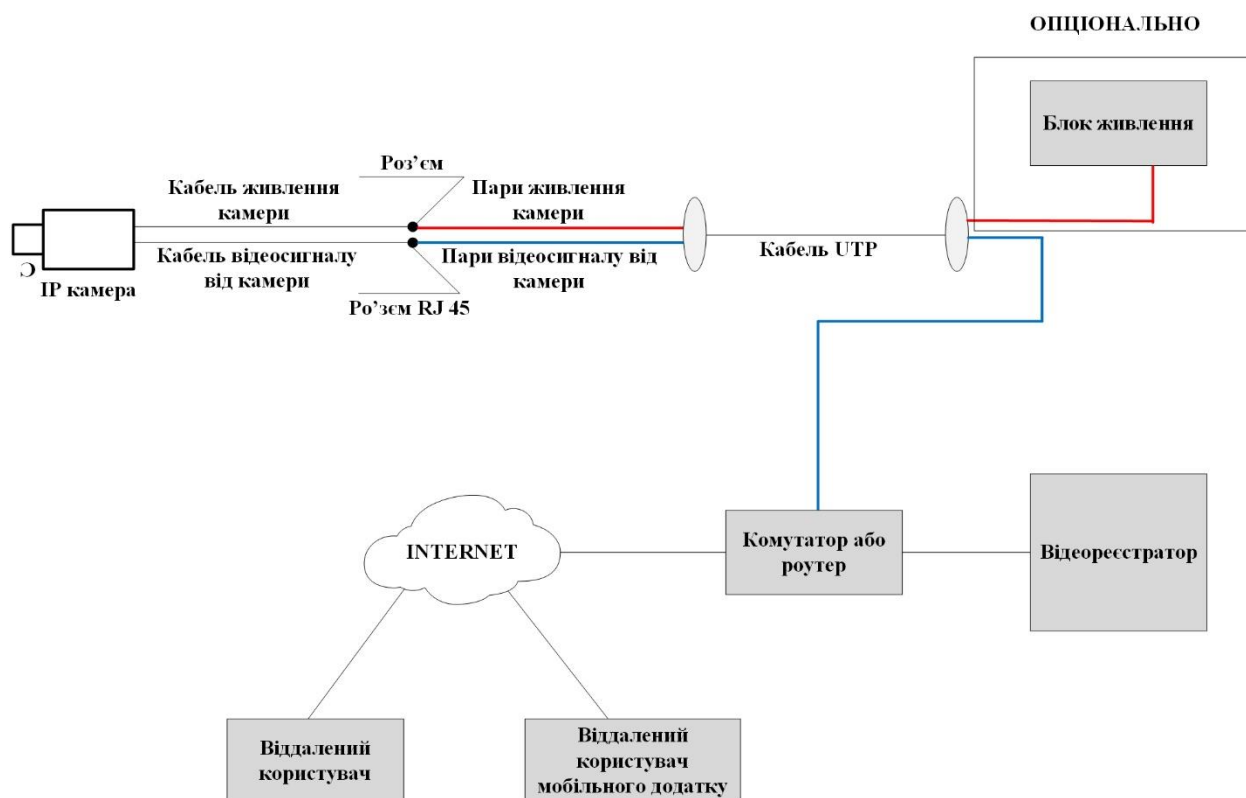 ОПЦІОНАЛЬНО
Блок живлення
Роз’єм
Кабель живлення
камери
Пари живлення
камери
Кабель відеосигналу
від камери
Пари відеосигналу від
камери
Кабель UTP
IP камера
Ро’зєм RJ 45
INTERNET
Комутатор або
роутер
Відеореєстратор
Віддалений
користувач
Віддалений
користувач
мобільного додатку